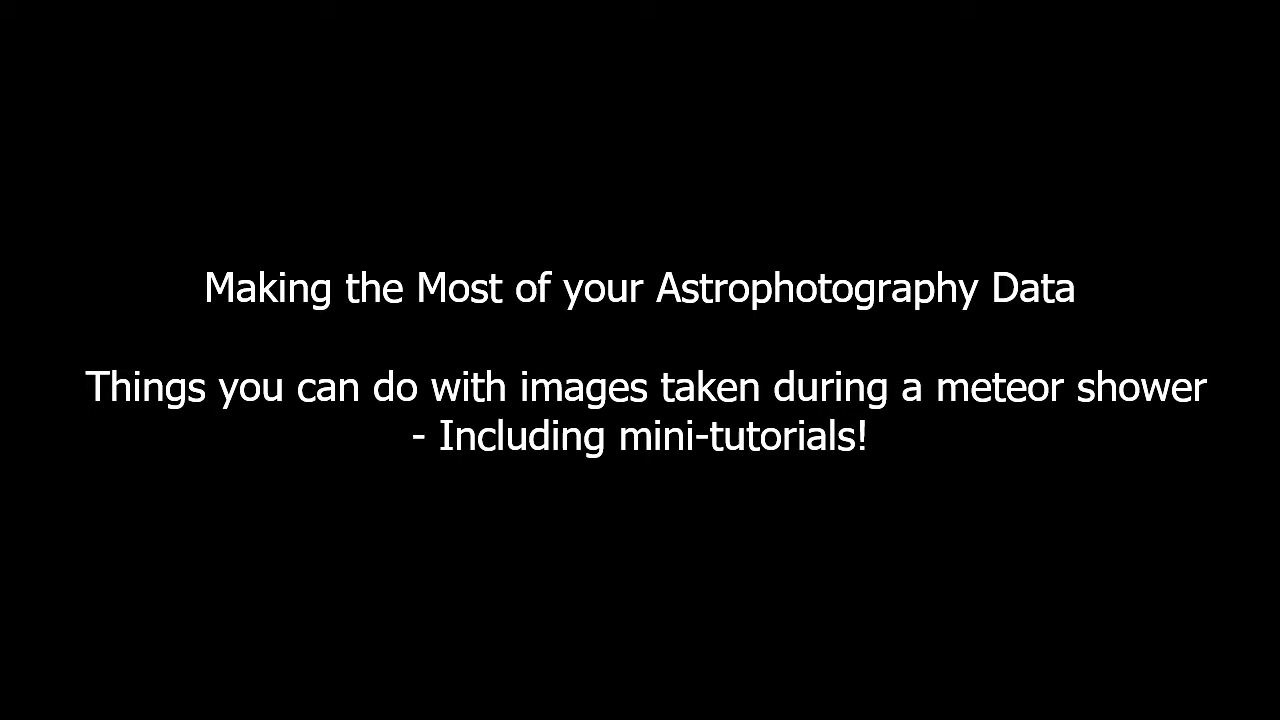 Making the Most of your Astrophotography Data
Things you can do with images taken during a meteor shower
- Including mini-tutorials!